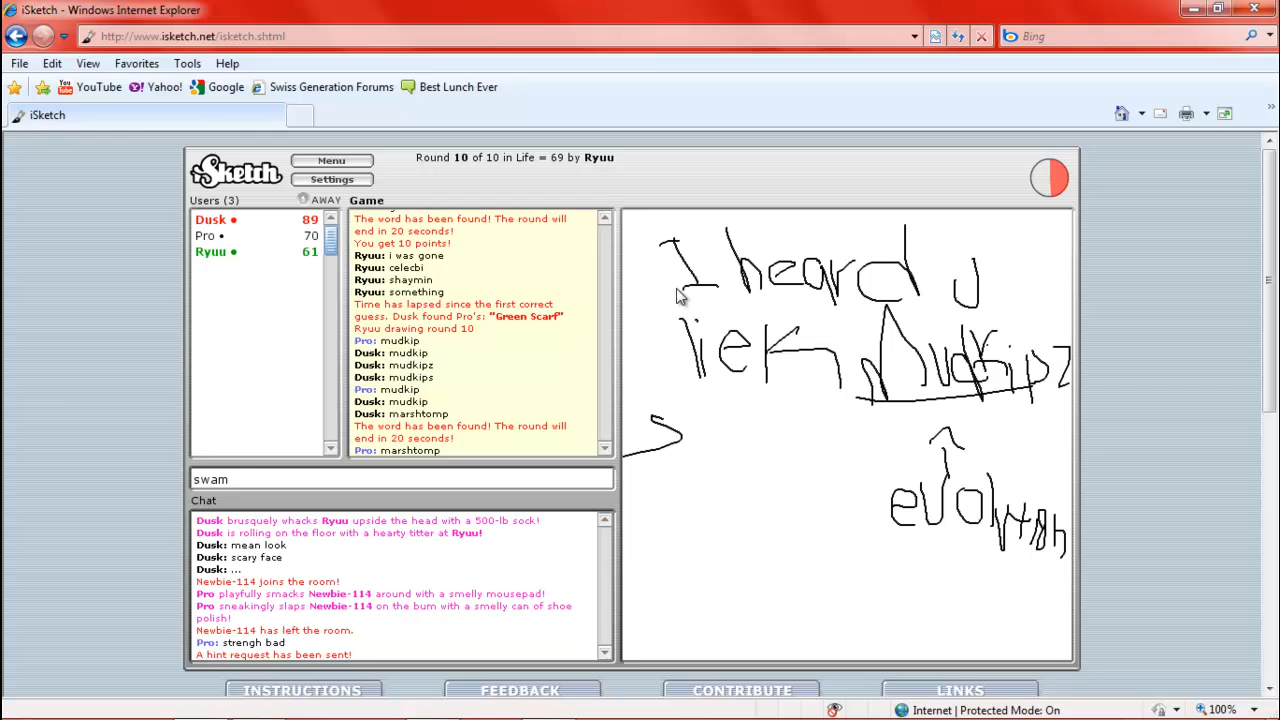 iSketch - Windows Internet Explorer
http://www.isketch.net/isketch.shtml
Bing
File Edit View Favorites Tools Help
YouTube Yahoo! Google Swiss Generation Forums Best Lunch Ever
iSketch
iSketch
Menu
Settings
Round 10 of 10 in Life = 69 by Ryuu
Users (3) AWAY
Dusk 89
Pro 70
Ryuu 61
Game
The word has been found! The round will
end in 20 seconds!
You get 10 points!
Ryuu: i was gone
Ryuu: celecbi
Ryuu: shaymin
Ryuu: something
Time has lapsed since the first correct
guess. Dusk found Pro's: "Green Scarf"
Ryuu drawing round 10
Pro: mudkip
Dusk: mudkip
Dusk: mudkipz
Dusk: mudkips
Pro: mudkip
Dusk: mudkip
Dusk: marshtomp
The word has been found! The round will
end in 20 seconds!
Pro: marshtomp
swam
Chat
Dusk brusquely whacks Ryuu upside the head with a 500-lb sock!
Dusk is rolling on the floor with a hearty titter at Ryuu!
Dusk: mean look
Dusk: scary face
Dusk: ...
Newbie-114 joins the room!
Pro playfully smacks Newbie-114 around with a smelly mousepad!
Pro sneakingly slaps Newbie-114 on the bum with a smelly can of shoe
polish!
Newbie-114 has left the room.
Pro: strengh bad
A hint request has been sent!
I heard U
liek Mudkipz
INSTRUCTIONS FEEDBACK CONTRIBUTE LINKS
Internet | Protected Mode: On
100%